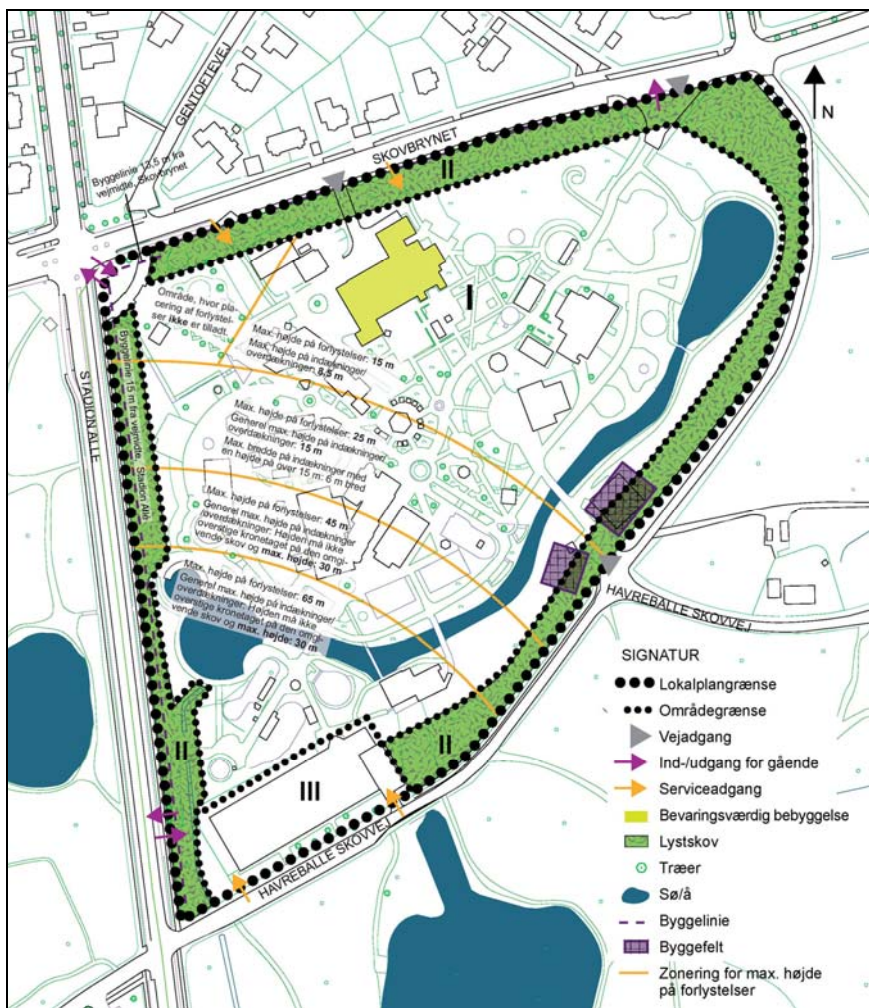 N
GENTOFTEVEJ
SKOVBRYNET
Byggelinie 13,5 m fra
vejmidte, Skovbrynet
II
I
Område, hvor pla-
cering af forlystel-
ser ikke er tilladt.
Max. højde på forlystelser: 15 m
Max. højde på indækninger/
overdækninger: 8,5 m
STADION ALLE
Byggelinie 15 m fra vejmidte, Stadion Allé
Max. højde på forlystelser: 25 m
Generel max. højde på indækninger/
overdækninger: 15 m
Max. bredde på indækninger med
en højde på over 15 m: 6 m bred
Max. højde på forlystelser: 45 m
Generel max. højde på indækninger
overdækninger: Højden må ikke
overstige kronetaget på den omgi-
vende skov og max. højde: 30 m
Max. højde på forlystelser: 65 m
Generel max. højde på indækninger/
overdækninger: Højden må ikke
overstige kronetaget på den omgi-
vende skov og max. højde: 30 m
HAVREBALLE SKOVVEJ
II
II
III
HAVREBALLE SKOVVEJ
SIGNATUR
Lokalplangrænse
Områdegrænse
Vejadgang
Ind-/udgang for gående
Serviceadgang
Bevaringsværdig bebyggelse
Lystskov
Træer
Sø/å
Byggelinie
Byggefelt
Zonering for max. højde
på forlystelser